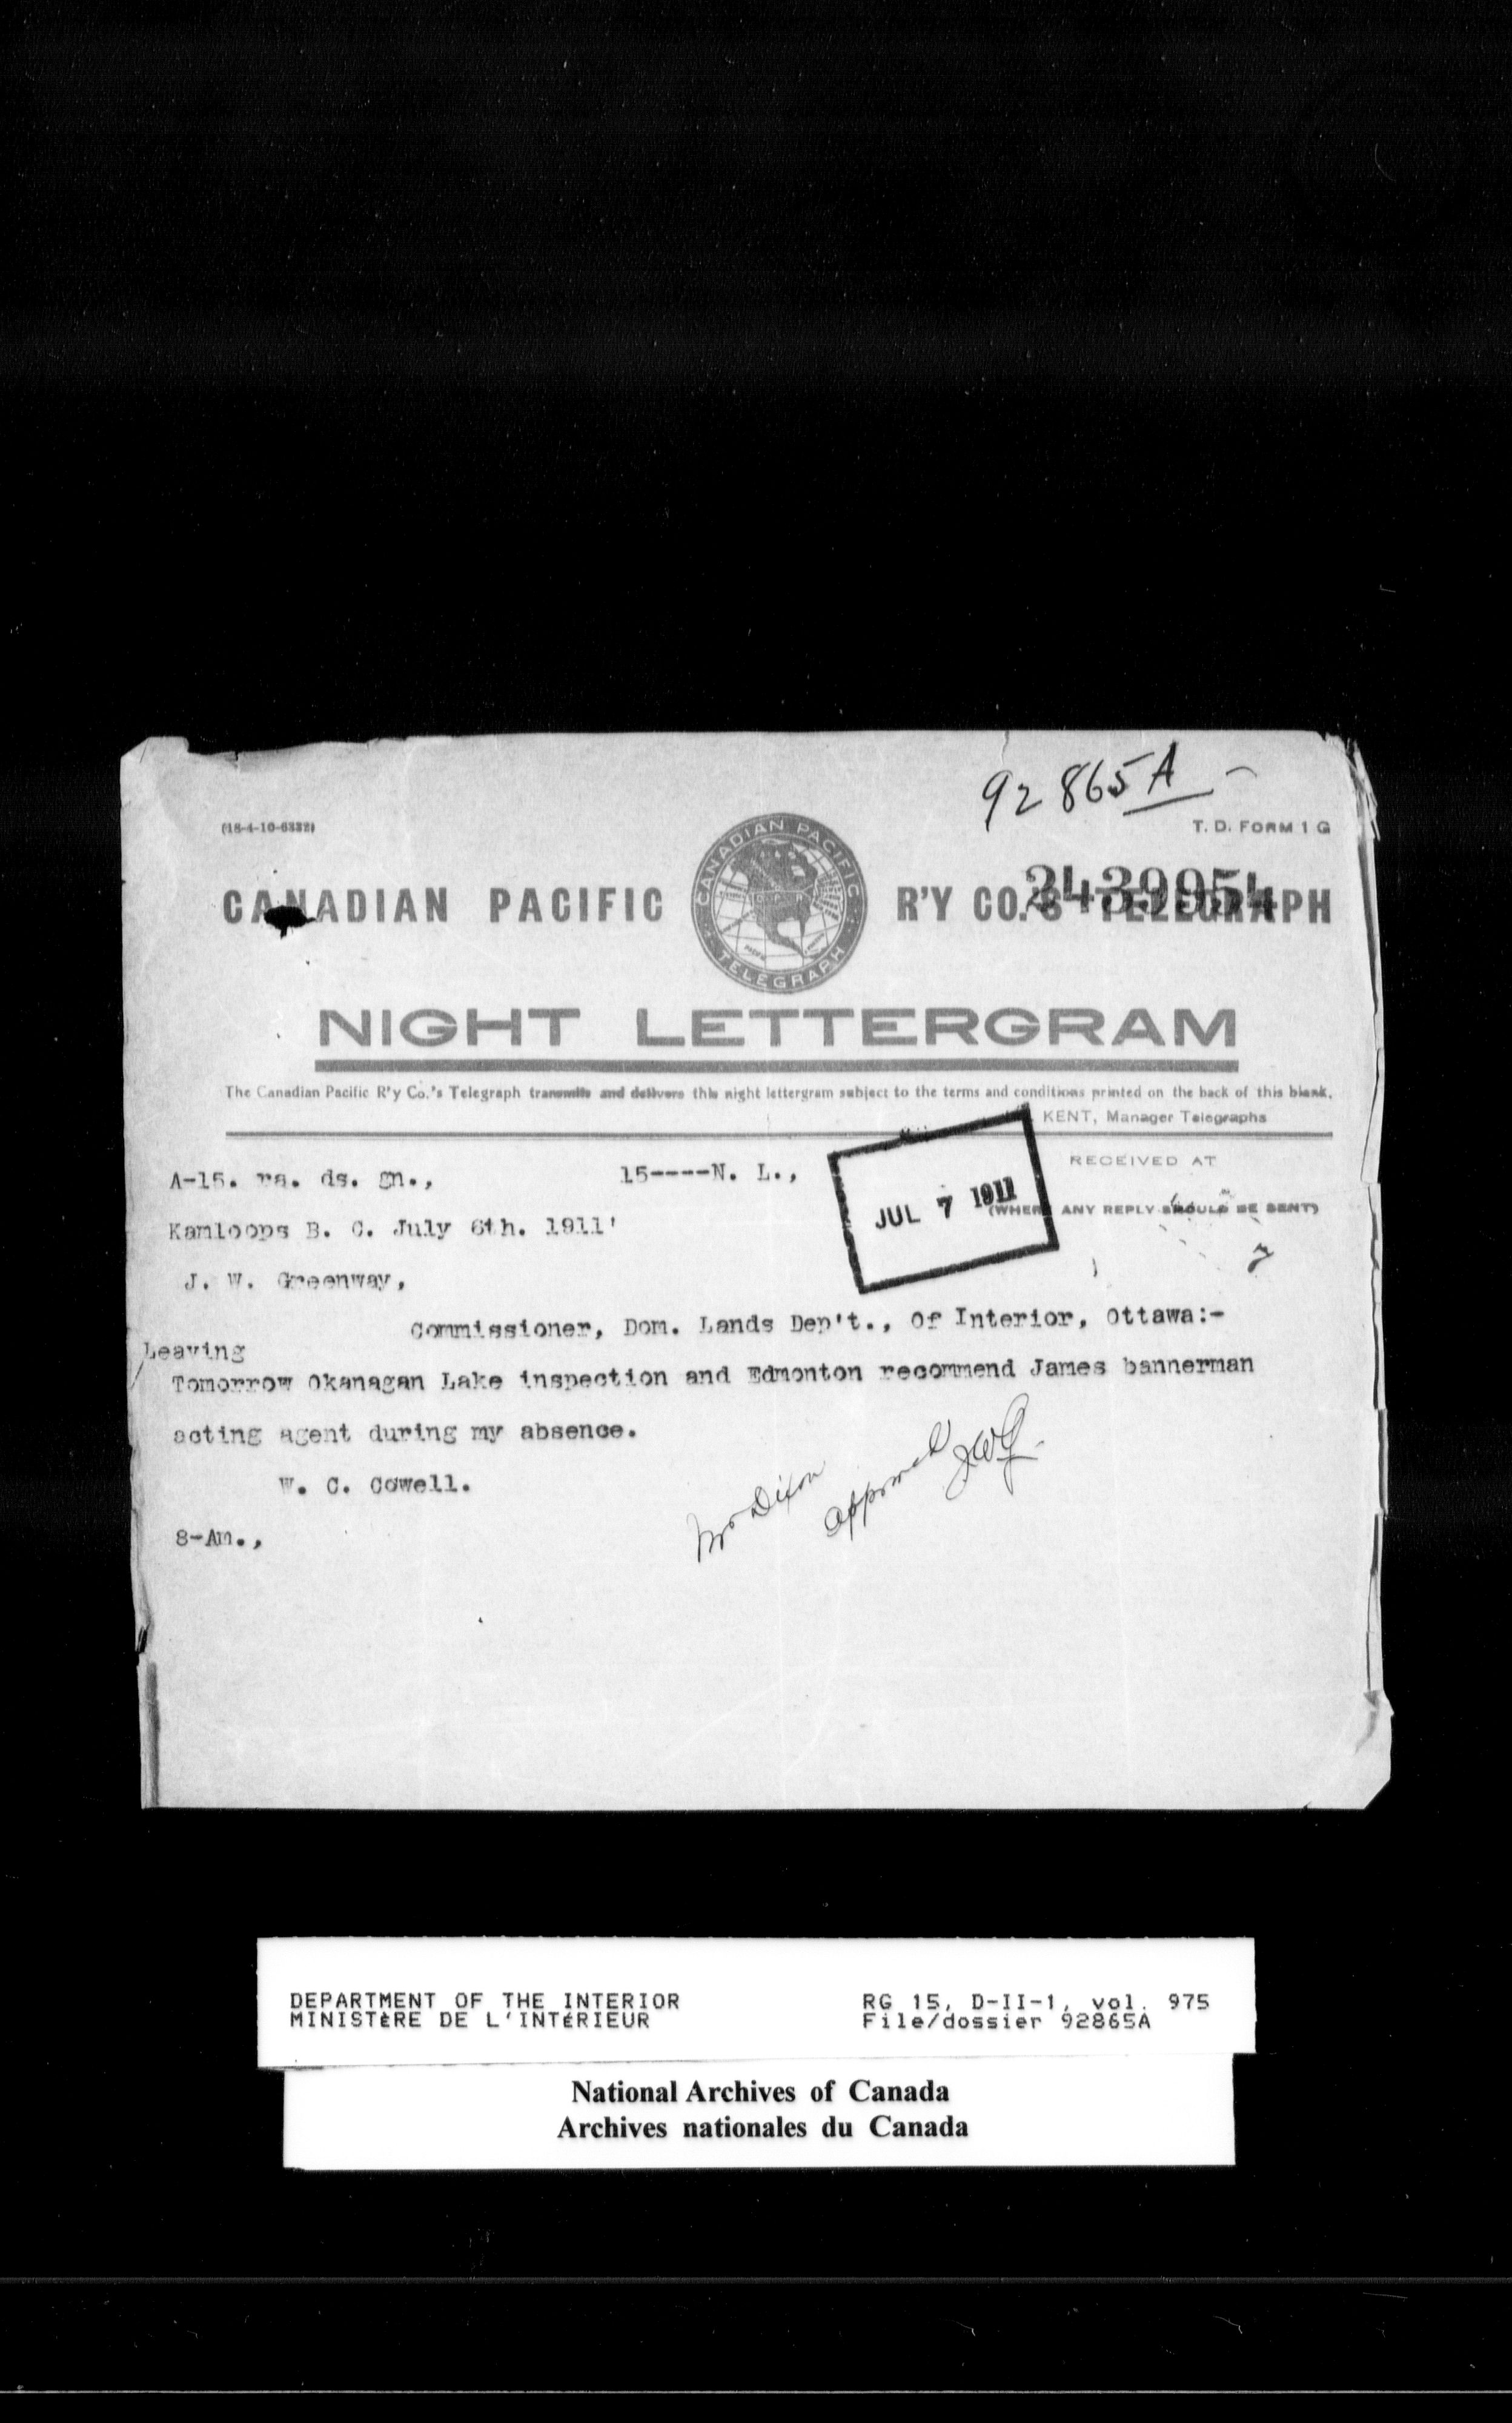 92865A
(18-4-10-6332)
T. D. FORM 1 G
CANADIAN PACIFIC R'Y CO.'S TELEGRAPH
CANADIAN PACIFIC
TELEGRAPH
2439954
NIGHT LETTERGRAM
The Canadian Pacific R'y Co.'s Telegraph transmits and delivers this night lettergram subject to the terms and conditions printed on the back of this blank.
KENT, Manager Telegraphs
RECEIVED AT
A-15. ra. ds. gn., 15----N. L.,
JUL 7 1911
(WHERE ANY REPLY SHOULD BE SENT)
Kamloops B. C. July 6th. 1911'
J. W. Greenway,
Commissioner, Dom. Lands Dep't., Of Interior, Ottawa:-
Leaving
Tomorrow Okanagan Lake inspection and Edmonton recommend James bannerman
acting agent during my absence.
W. C. Cowell.
Mr Dixon
approved
JWG.
8-Am.,
DEPARTMENT OF THE INTERIOR
MINISTÈRE DE L'INTÉRIEUR
RG 15, D-II-1, vol. 975
File/dossier 92865A
National Archives of Canada
Archives nationales du Canada